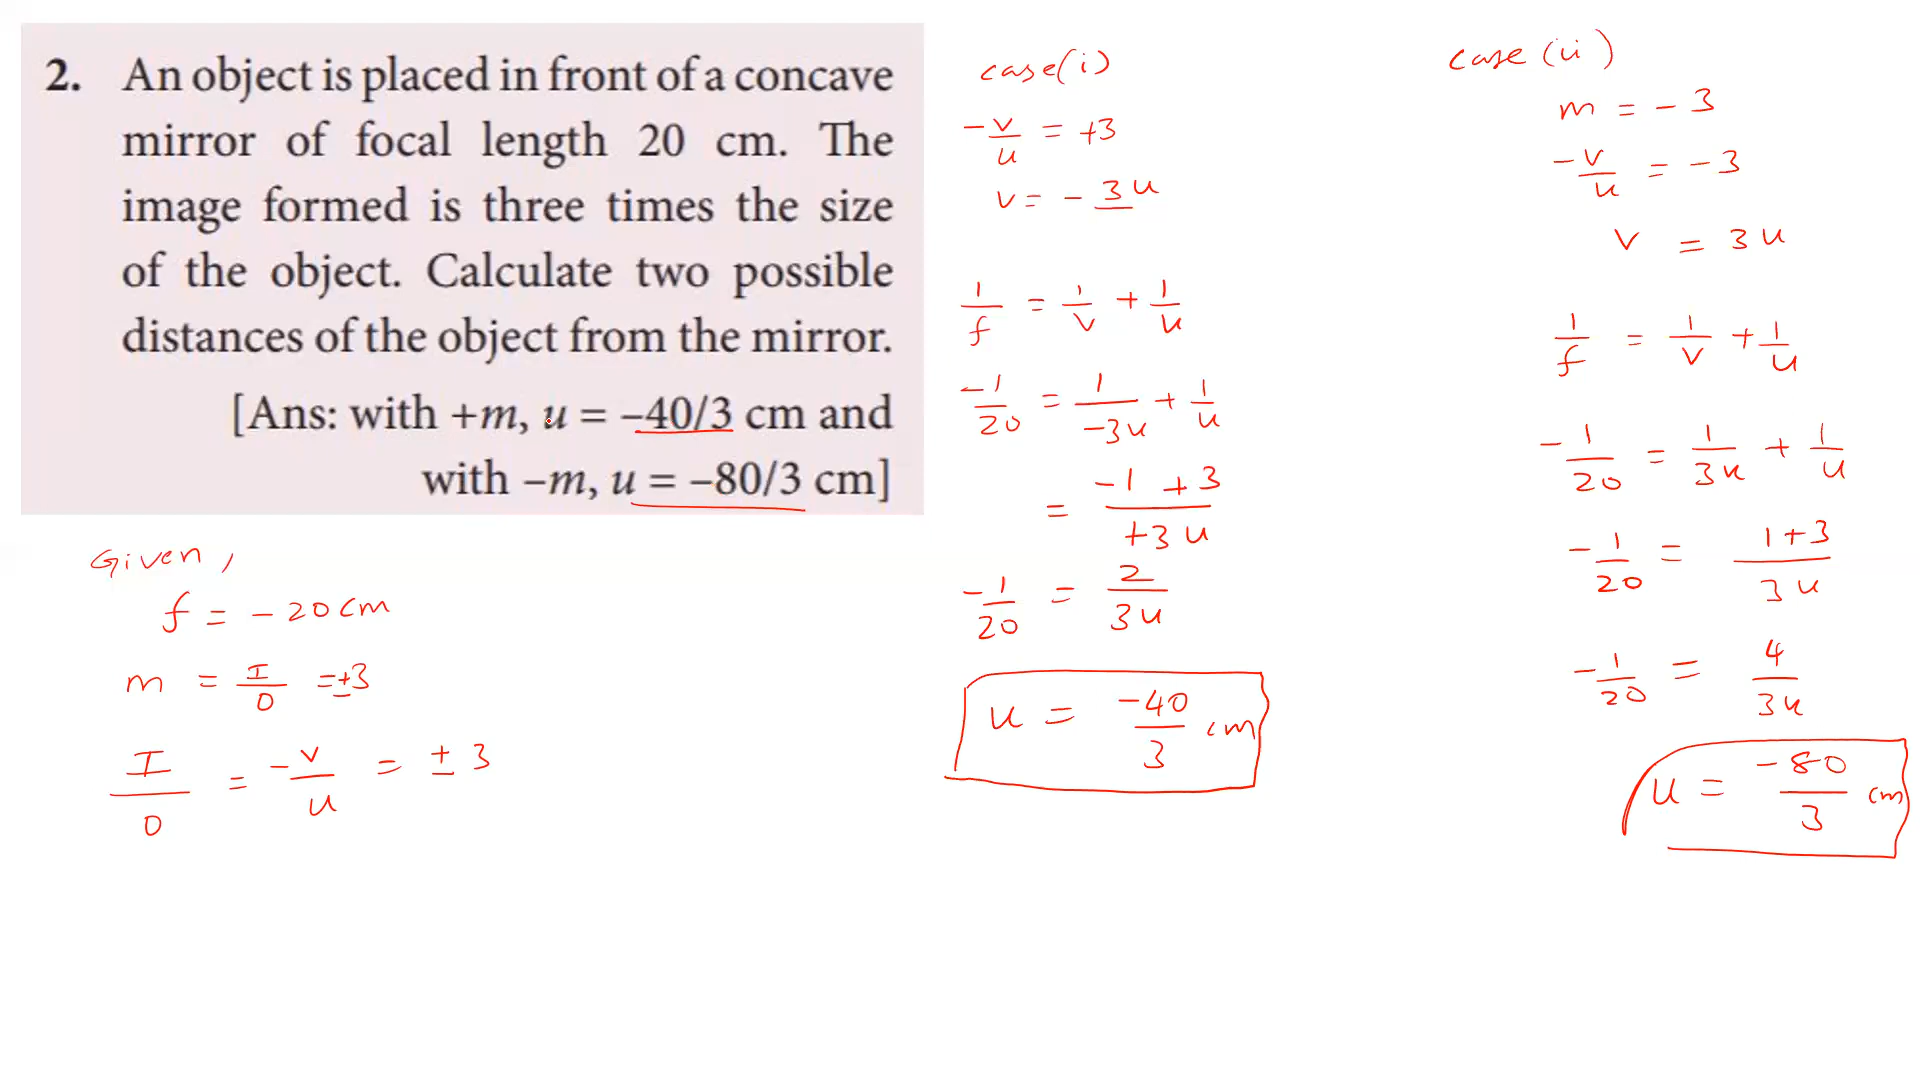 2. An object is placed in front of a concave
mirror of focal length 20 cm. The
image formed is three times the size
of the object. Calculate two possible
distances of the object from the mirror.
[Ans: with +m, u = –40/3 cm and
with –m, u = –80/3 cm]
Given,
f = - 20 cm
m = I/O = ±3
I/O = -v/u = ± 3
case(i)
-v/u = +3
v = - 3u
1/f = 1/v + 1/u
-1/20 = 1/-3u + 1/u
= -1 +3/+3u
-1/20 = 2/3u
u = -40/3 cm
case (ii)
m = - 3
-v/u = -3
v = 3u
1/f = 1/v + 1/u
-1/20 = 1/3u + 1/u
-1/20 = 1+3/3u
-1/20 = 4/3u
u = -80/3 cm